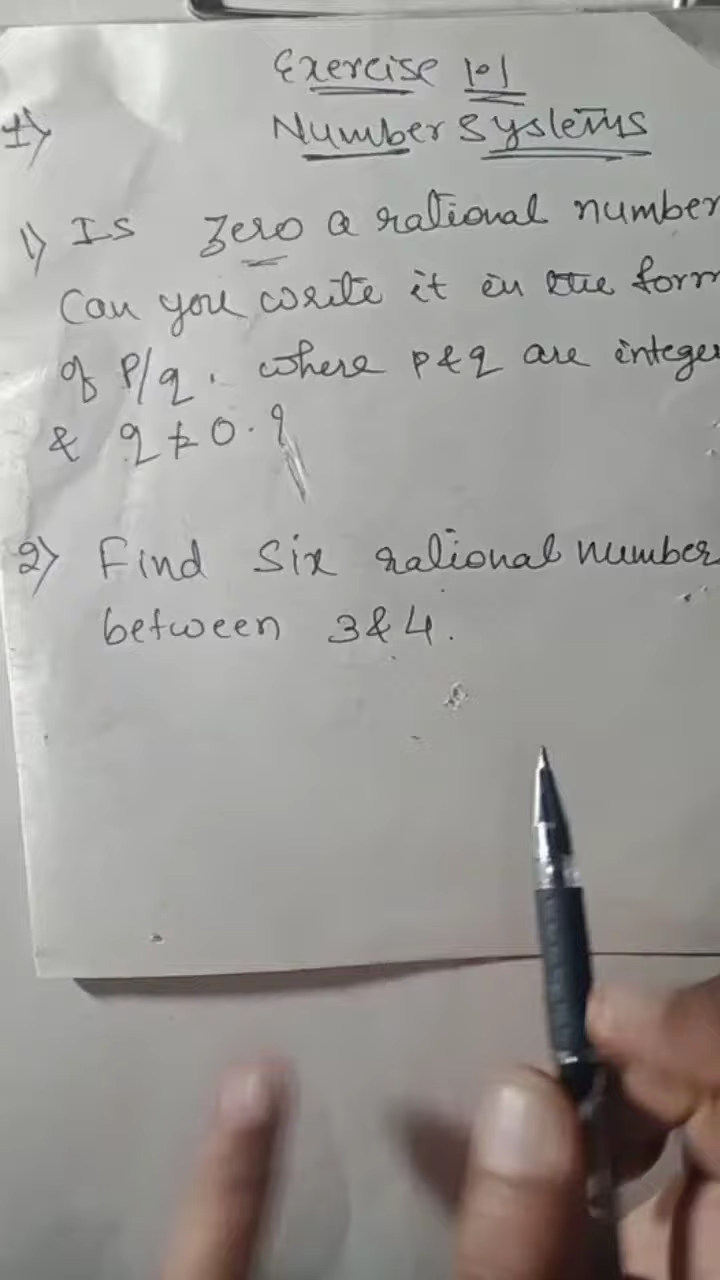 Exercise 1.1
1)
Number Systems
1) Is zero a rational number
Can you write it in the form
of P/q, where p & q are integer
& q ≠ 0.?
2) Find six rational number
between 3 & 4.